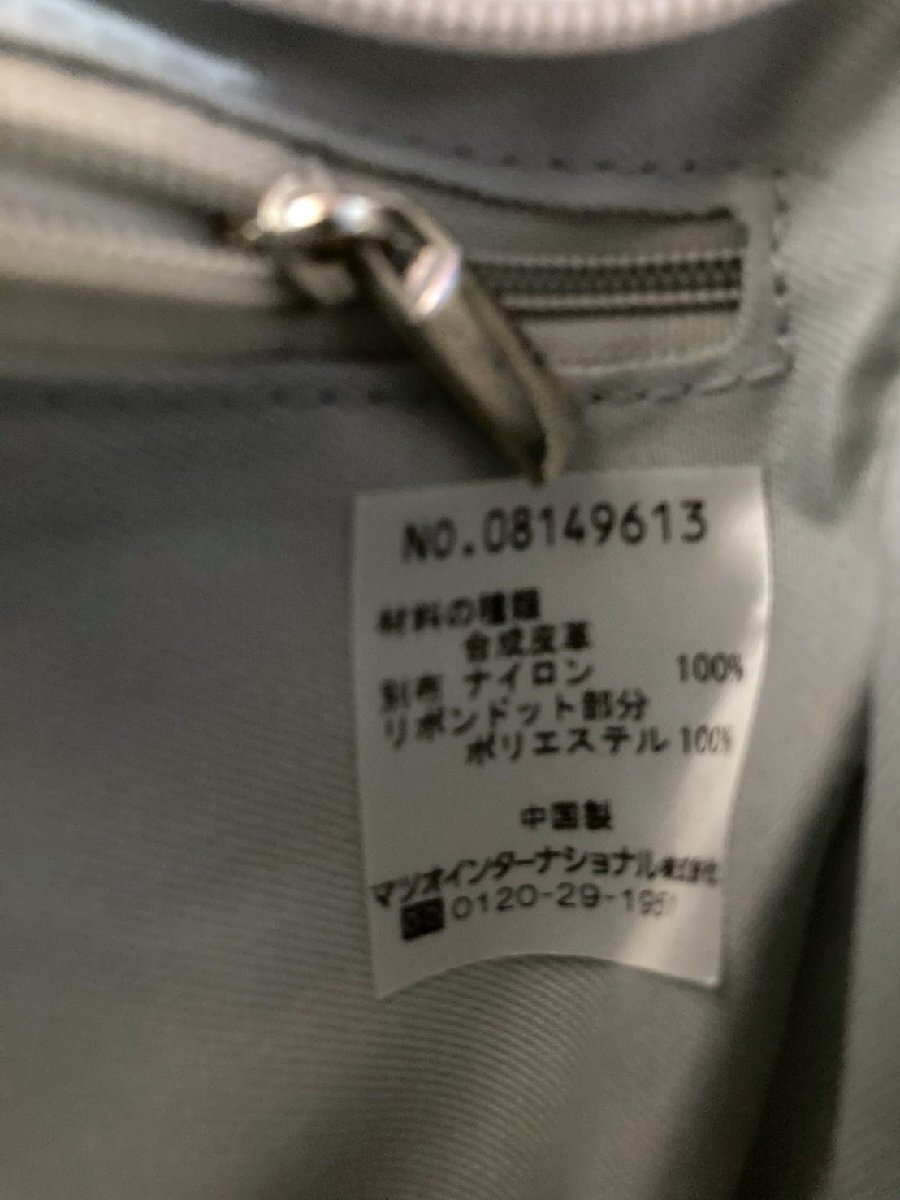 NO.08149613
材料の種類
合成皮革
別布 ナイロン 100%
リボンドット部分
ポリエステル 100%
中国製
マツオインターナショナル株式会社
0120-29-1951